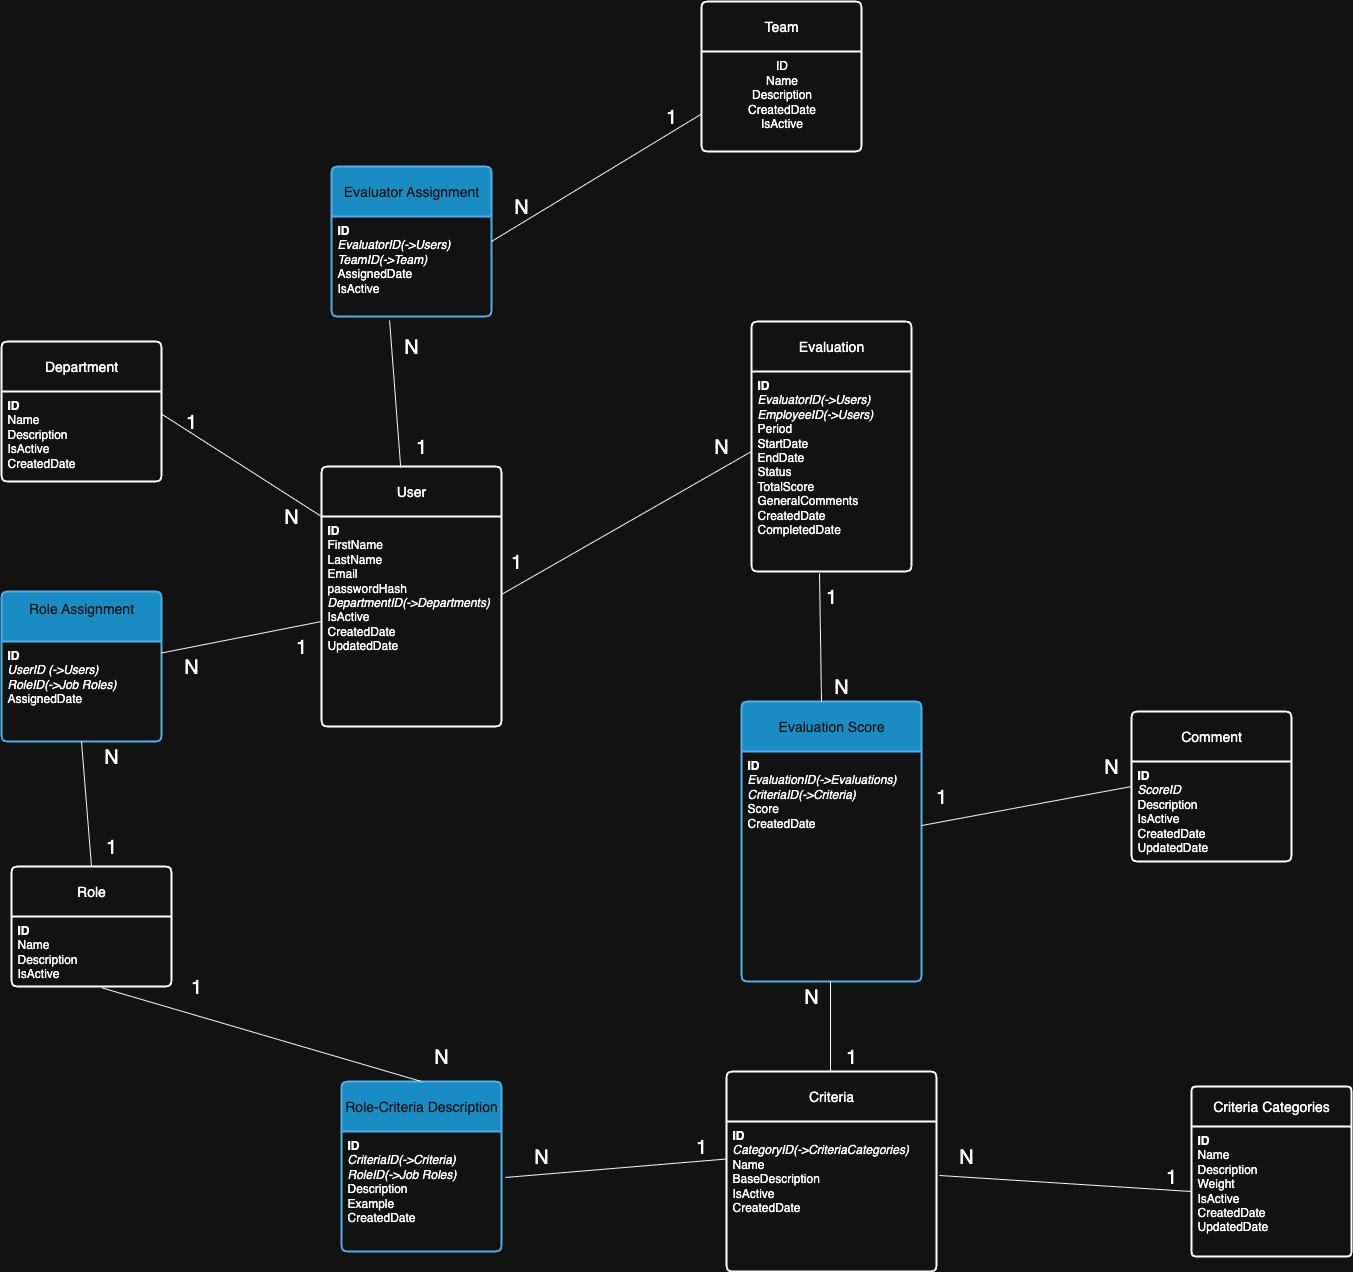 Team
ID
Name
Description
CreatedDate
IsActive
1
N
Evaluator Assignment
ID
EvaluatorID(->Users)
TeamID(->Team)
AssignedDate
IsActive
N
1
Department
ID
Name
Description
IsActive
CreatedDate
1
N
User
ID
FirstName
LastName
Email
passwordHash
DepartmentID(->Departments)
IsActive
CreatedDate
UpdatedDate
Evaluation
ID
EvaluatorID(->Users)
EmployeeID(->Users)
Period
StartDate
EndDate
Status
TotalScore
GeneralComments
CreatedDate
CompletedDate
N
1
1
N
Role Assignment
ID
UserID (->Users)
RoleID(->Job Roles)
AssignedDate
1
N
N
1
Evaluation Score
ID
EvaluationID(->Evaluations)
CriteriaID(->Criteria)
Score
CreatedDate
Comment
ID
ScoreID
Description
IsActive
CreatedDate
UpdatedDate
N
1
Role
ID
Name
Description
IsActive
1
N
N
1
Role-Criteria Description
ID
CriteriaID(->Criteria)
RoleID(->Job Roles)
Description
Example
CreatedDate
N
1
Criteria
ID
CategoryID(->CriteriaCategories)
Name
BaseDescription
IsActive
CreatedDate
N
1
Criteria Categories
ID
Name
Description
Weight
IsActive
CreatedDate
UpdatedDate